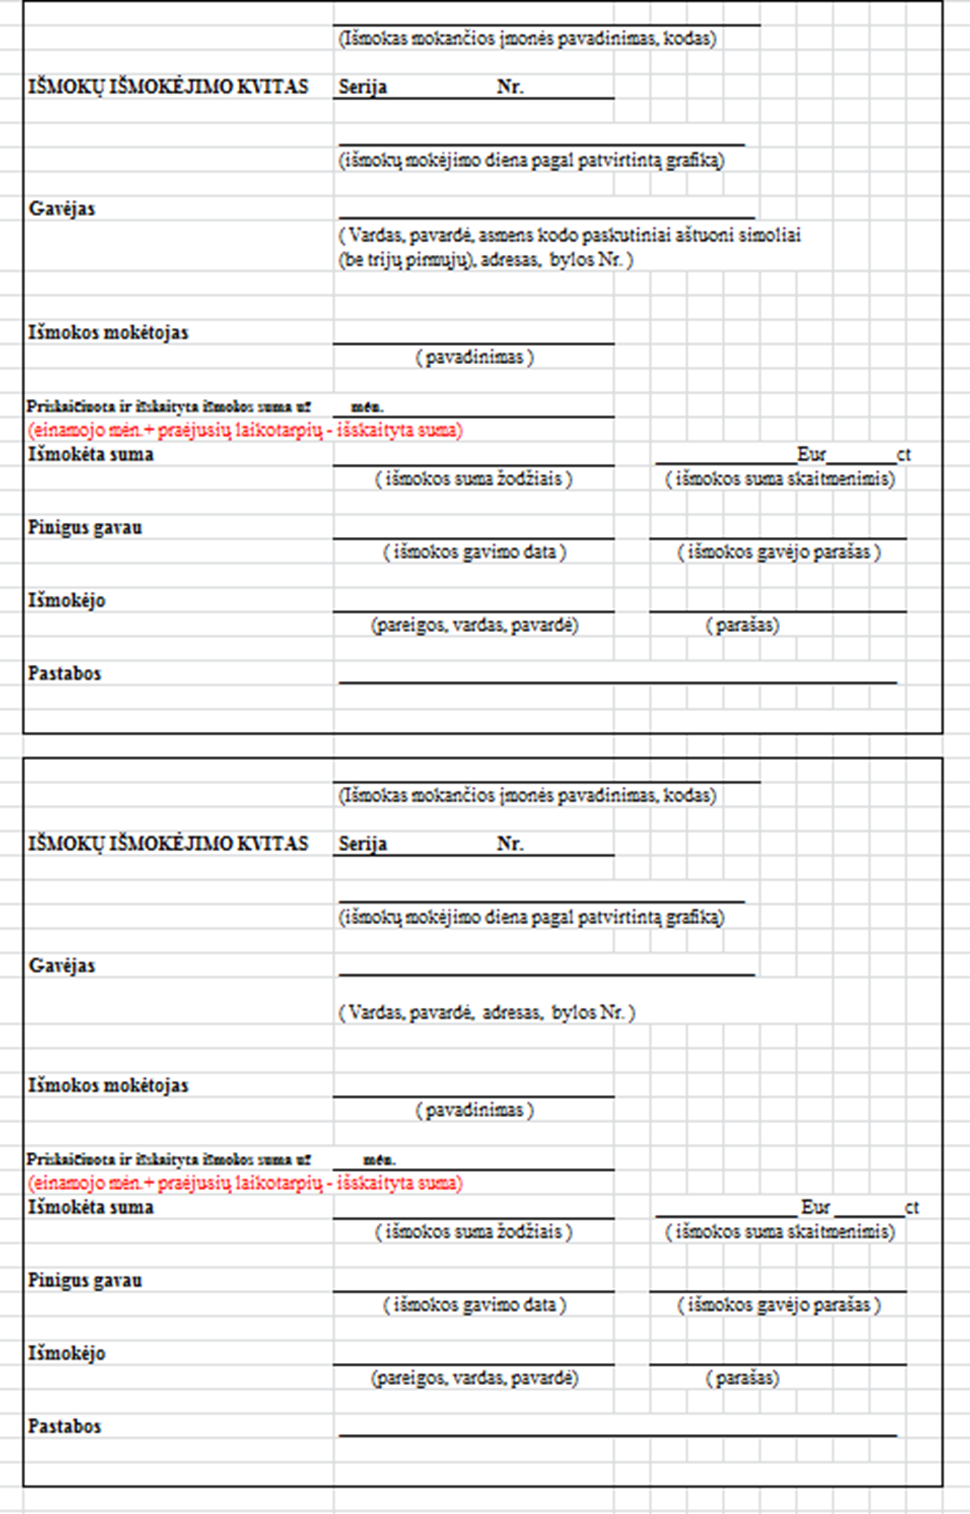 (Išmokas mokančios įmonės pavadinimas, kodas)
IŠMOKŲ IŠMOKĖJIMO KVITAS Serija Nr.
(išmokų mokėjimo diena pagal patvirtintą grafiką)
Gavėjas
( Vardas, pavardė, asmens kodo paskutiniai aštuoni simoliai
(be trijų pirmųjų), adresas, bylos Nr. )
Išmokos mokėtojas
( pavadinimas )
Priskaičiuota ir išskaityta išmokos suma už mėn.
(einamojo mėn.+ praėjusių laikotarpių - išskaityta suma)
Išmokėta suma Eur ct
( išmokos suma žodžiais ) ( išmokos suma skaitmenimis)
Pinigus gavau
( išmokos gavimo data ) ( išmokos gavėjo parašas )
Išmokėjo
(pareigos, vardas, pavardė) ( parašas)
Pastabos
(Išmokas mokančios įmonės pavadinimas, kodas)
IŠMOKŲ IŠMOKĖJIMO KVITAS Serija Nr.
(išmokų mokėjimo diena pagal patvirtintą grafiką)
Gavėjas
( Vardas, pavardė, adresas, bylos Nr. )
Išmokos mokėtojas
( pavadinimas )
Priskaičiuota ir išskaityta išmokos suma už mėn.
(einamojo mėn.+ praėjusių laikotarpių - išskaityta suma)
Išmokėta suma Eur ct
( išmokos suma žodžiais ) ( išmokos suma skaitmenimis)
Pinigus gavau
( išmokos gavimo data ) ( išmokos gavėjo parašas )
Išmokėjo
(pareigos, vardas, pavardė) ( parašas)
Pastabos